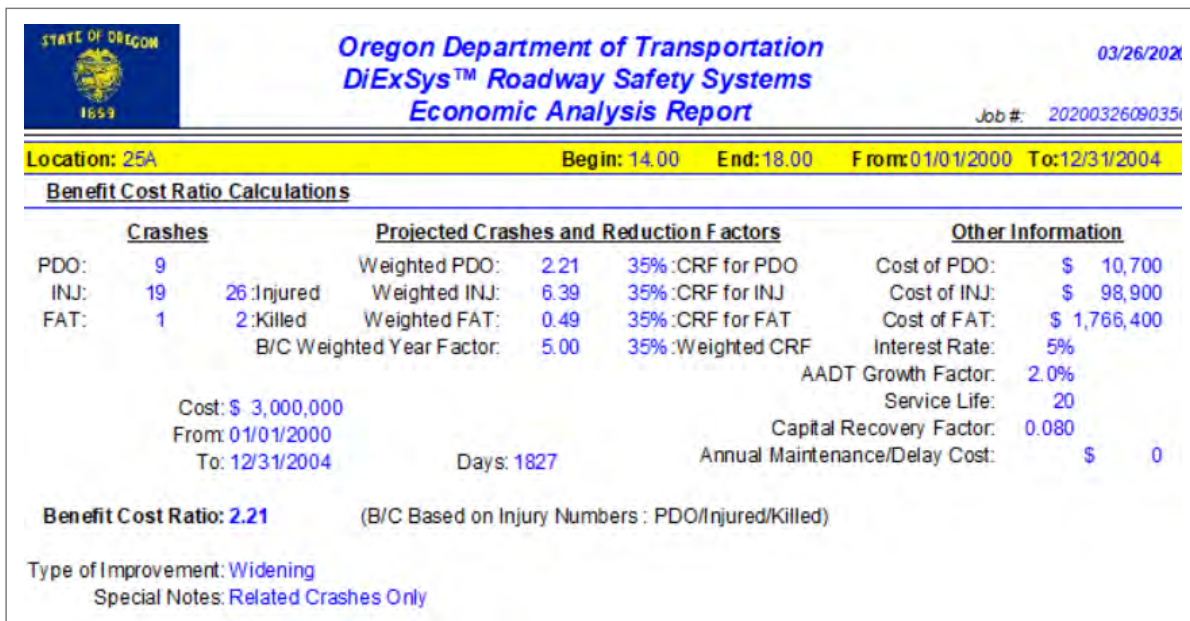 STATE OF OREGON
1859
Oregon Department of Transportation
DiExSys™ Roadway Safety Systems
Economic Analysis Report
03/26/2020
Job #: 20200326090350
Location: 25A Begin: 14.00 End:18.00 From:01/01/2000 To:12/31/2004
Benefit Cost Ratio Calculations
Crashes Projected Crashes and Reduction Factors Other Information
PDO: 9 Weighted PDO: 2.21 35% :CRF for PDO Cost of PDO: $ 10,700
INJ: 19 26 :Injured Weighted INJ: 6.39 35% :CRF for INJ Cost of INJ: $ 98,900
FAT: 1 2 :Killed Weighted FAT: 0.49 35% :CRF for FAT Cost of FAT: $ 1,766,400
B/C Weighted Year Factor: 5.00 35% :Weighted CRF Interest Rate: 5%
AADT Growth Factor: 2.0%
Cost: $ 3,000,000 Service Life: 20
From: 01/01/2000 Capital Recovery Factor: 0.080
To: 12/31/2004 Days: 1827 Annual Maintenance/Delay Cost: $ 0
Benefit Cost Ratio: 2.21 (B/C Based on Injury Numbers : PDO/Injured/Killed)
Type of Improvement: Widening
Special Notes: Related Crashes Only